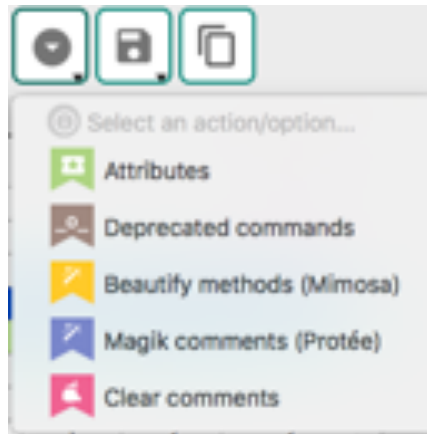 Select an action/option...
Attributes
Deprecated commands
Beautify methods (Mimosa)
Magik comments (Protée)
Clear comments